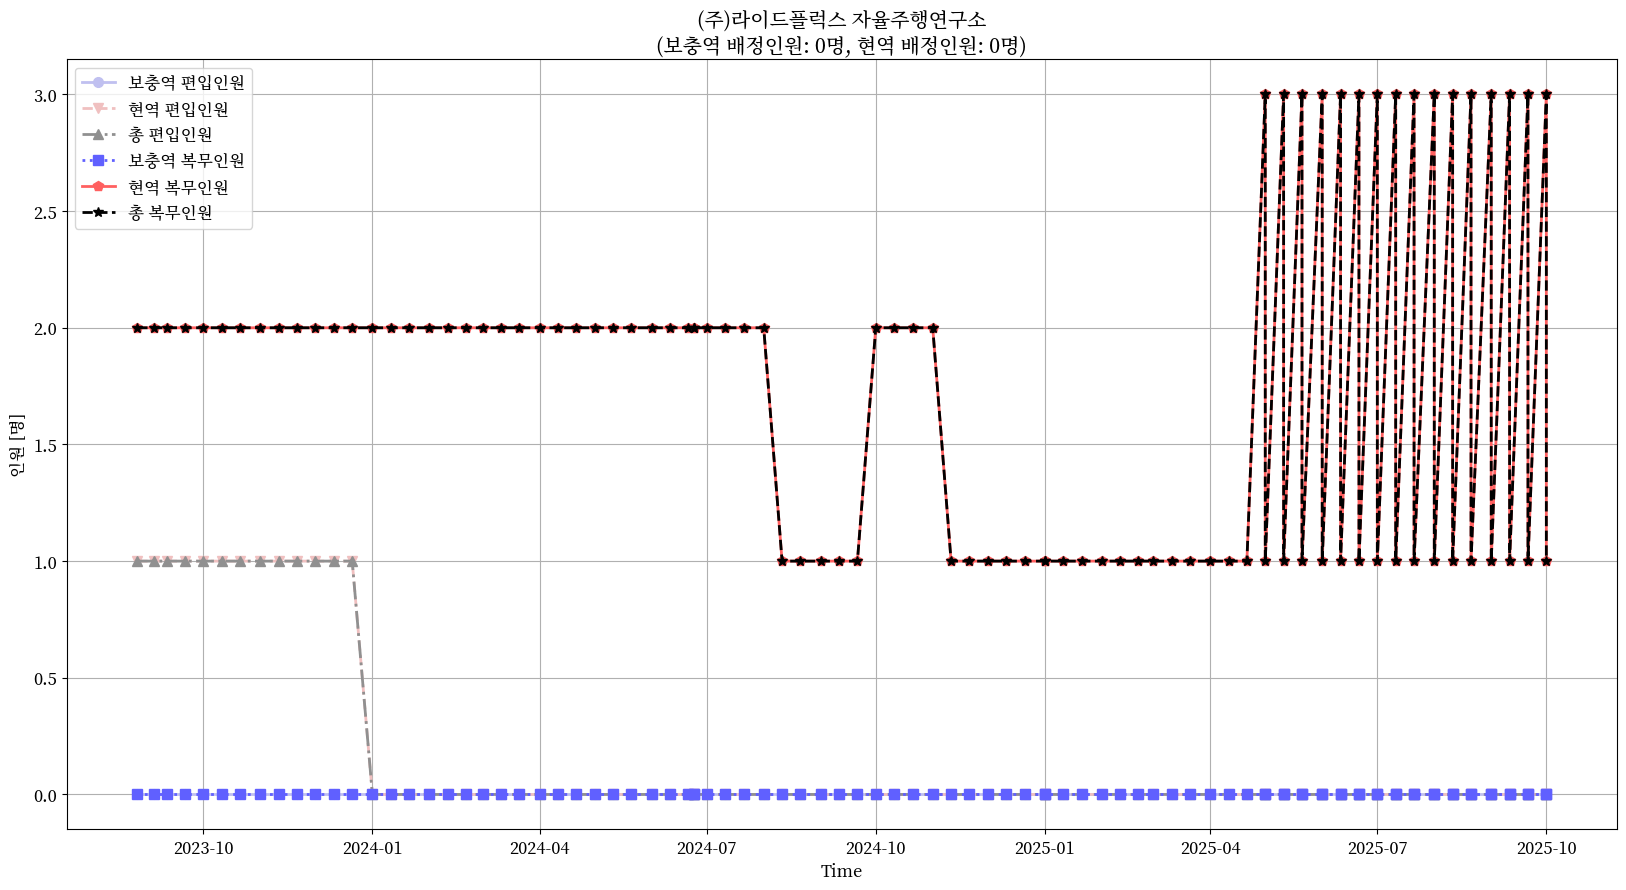 (주)라이드플럭스 자율주행연구소
(보충역 배정인원: 0명, 현역 배정인원: 0명)
보충역 편입인원
현역 편입인원
총 편입인원
보충역 복무인원
현역 복무인원
총 복무인원
인원 [명]
3.0
2.5
2.0
1.5
1.0
0.5
0.0
2023-10 2024-01 2024-04 2024-07 2024-10 2025-01 2025-04 2025-07 2025-10
Time